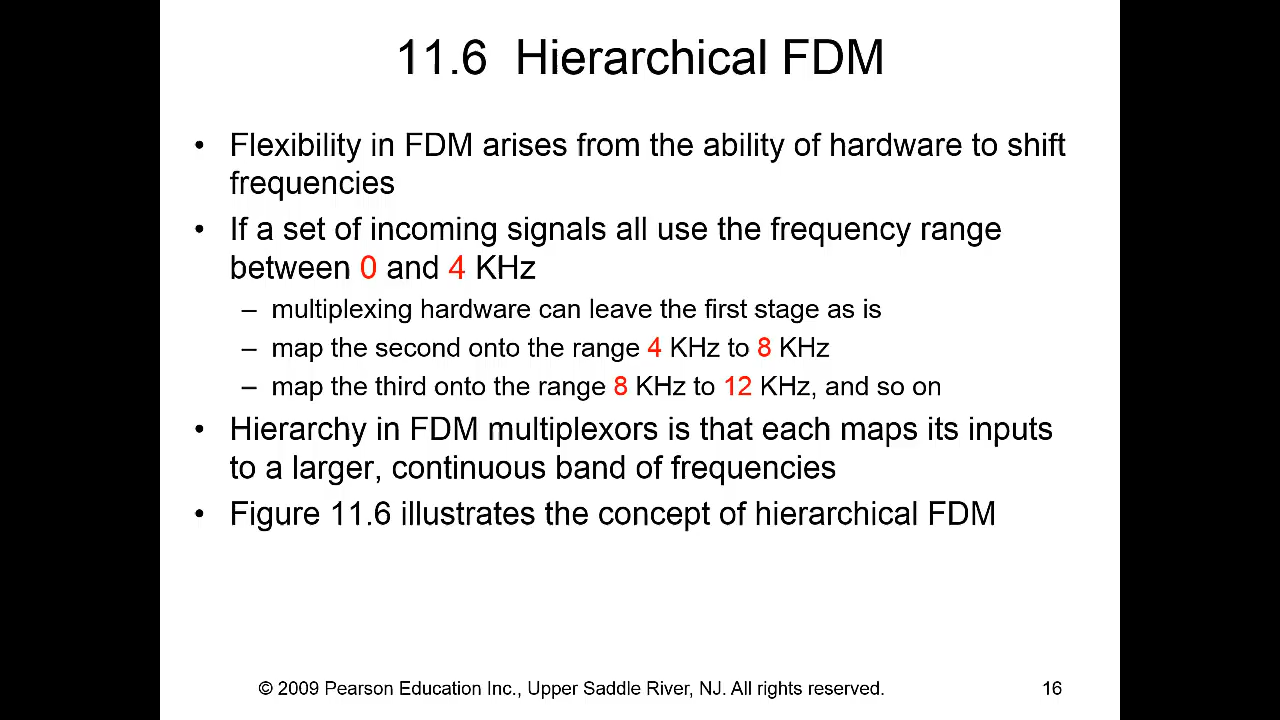 11.6 Hierarchical FDM
• Flexibility in FDM arises from the ability of hardware to shift
frequencies
• If a set of incoming signals all use the frequency range
between 0 and 4 KHz
– multiplexing hardware can leave the first stage as is
– map the second onto the range 4 KHz to 8 KHz
– map the third onto the range 8 KHz to 12 KHz, and so on
• Hierarchy in FDM multiplexors is that each maps its inputs
to a larger, continuous band of frequencies
• Figure 11.6 illustrates the concept of hierarchical FDM
© 2009 Pearson Education Inc., Upper Saddle River, NJ. All rights reserved.
16